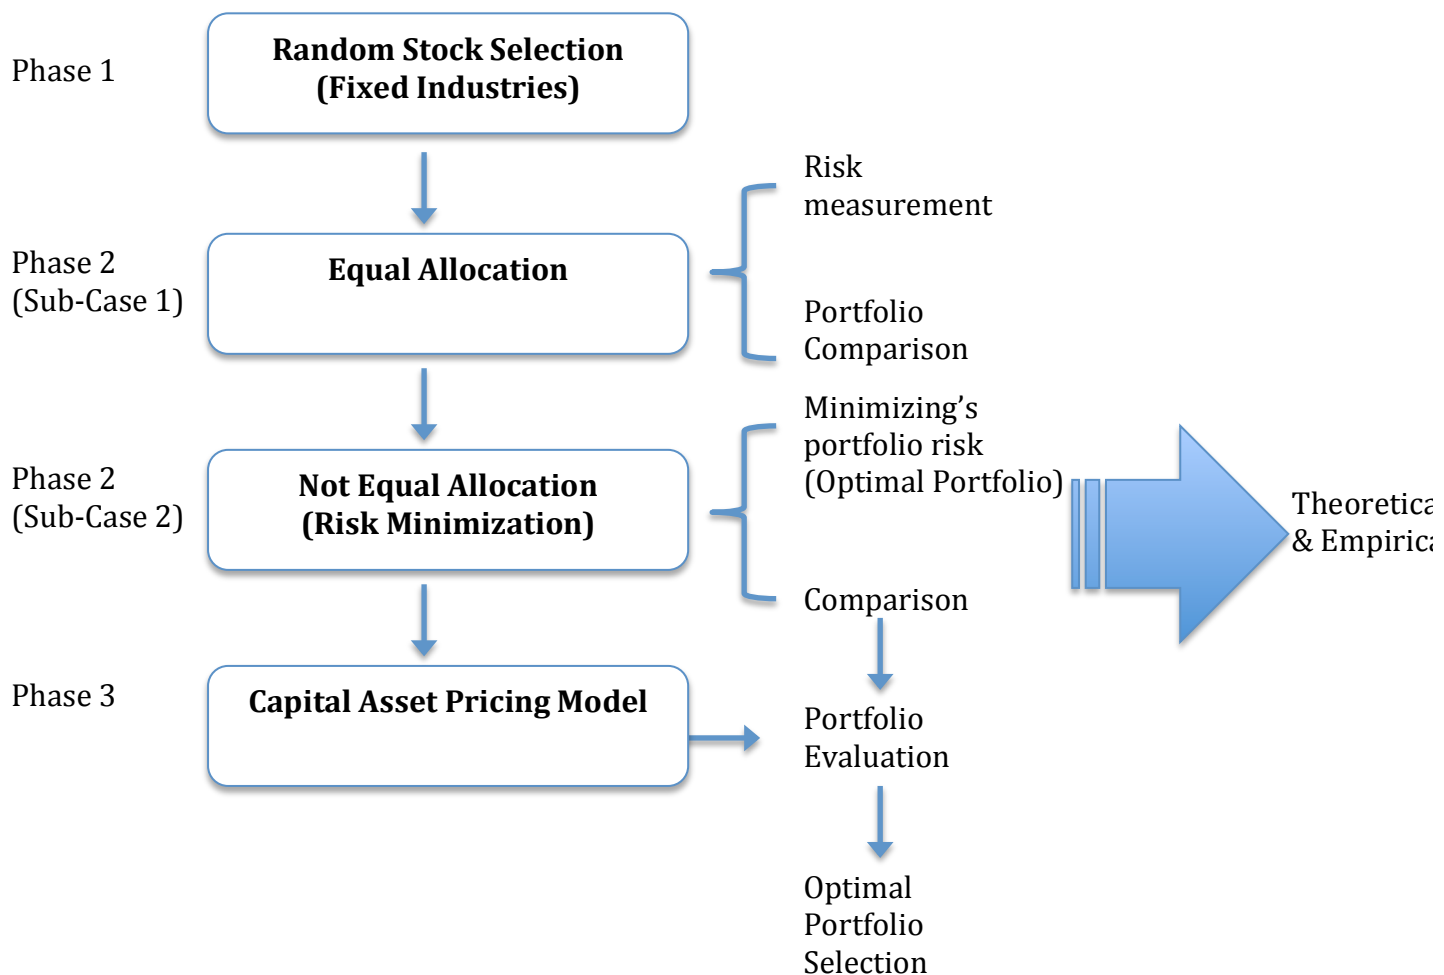 Phase 1
Random Stock Selection
(Fixed Industries)
Phase 2
(Sub-Case 1)
Equal Allocation
Risk
measurement
Portfolio
Comparison
Phase 2
(Sub-Case 2)
Not Equal Allocation
(Risk Minimization)
Minimizing's
portfolio risk
(Optimal Portfolio)
Comparison
Theoretica
& Empirica
Phase 3
Capital Asset Pricing Model
Portfolio
Evaluation
Optimal
Portfolio
Selection